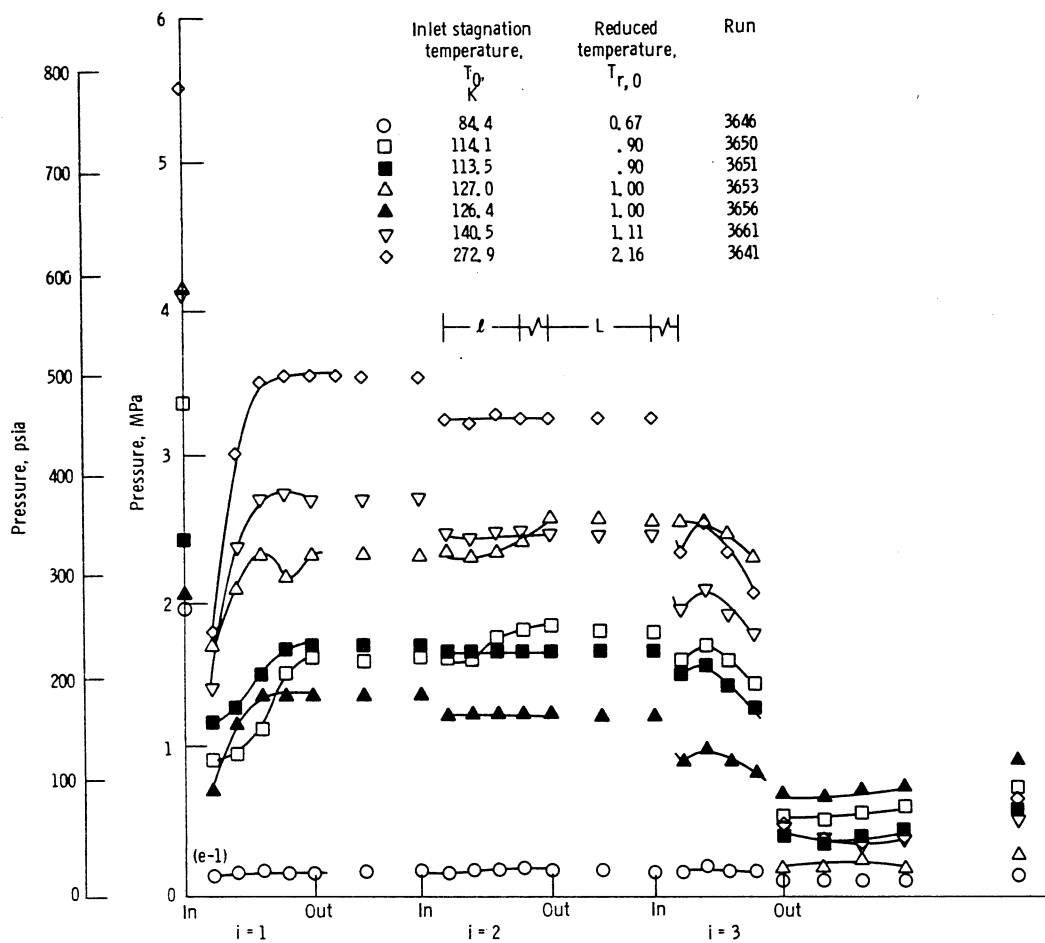 Inlet stagnation temperature, T0, K
Reduced temperature, Tr,0
Run
84.4 0.67 3646
114.1 .90 3650
113.5 .90 3651
127.0 1.00 3653
126.4 1.00 3656
140.5 1.11 3661
272.9 2.16 3641
ℓ
L
Pressure, psia
800
700
600
500
400
300
200
100
0
Pressure, MPa
6
5
4
3
2
1
0
(e-1)
In Out In Out In Out
i = 1 i = 2 i = 3